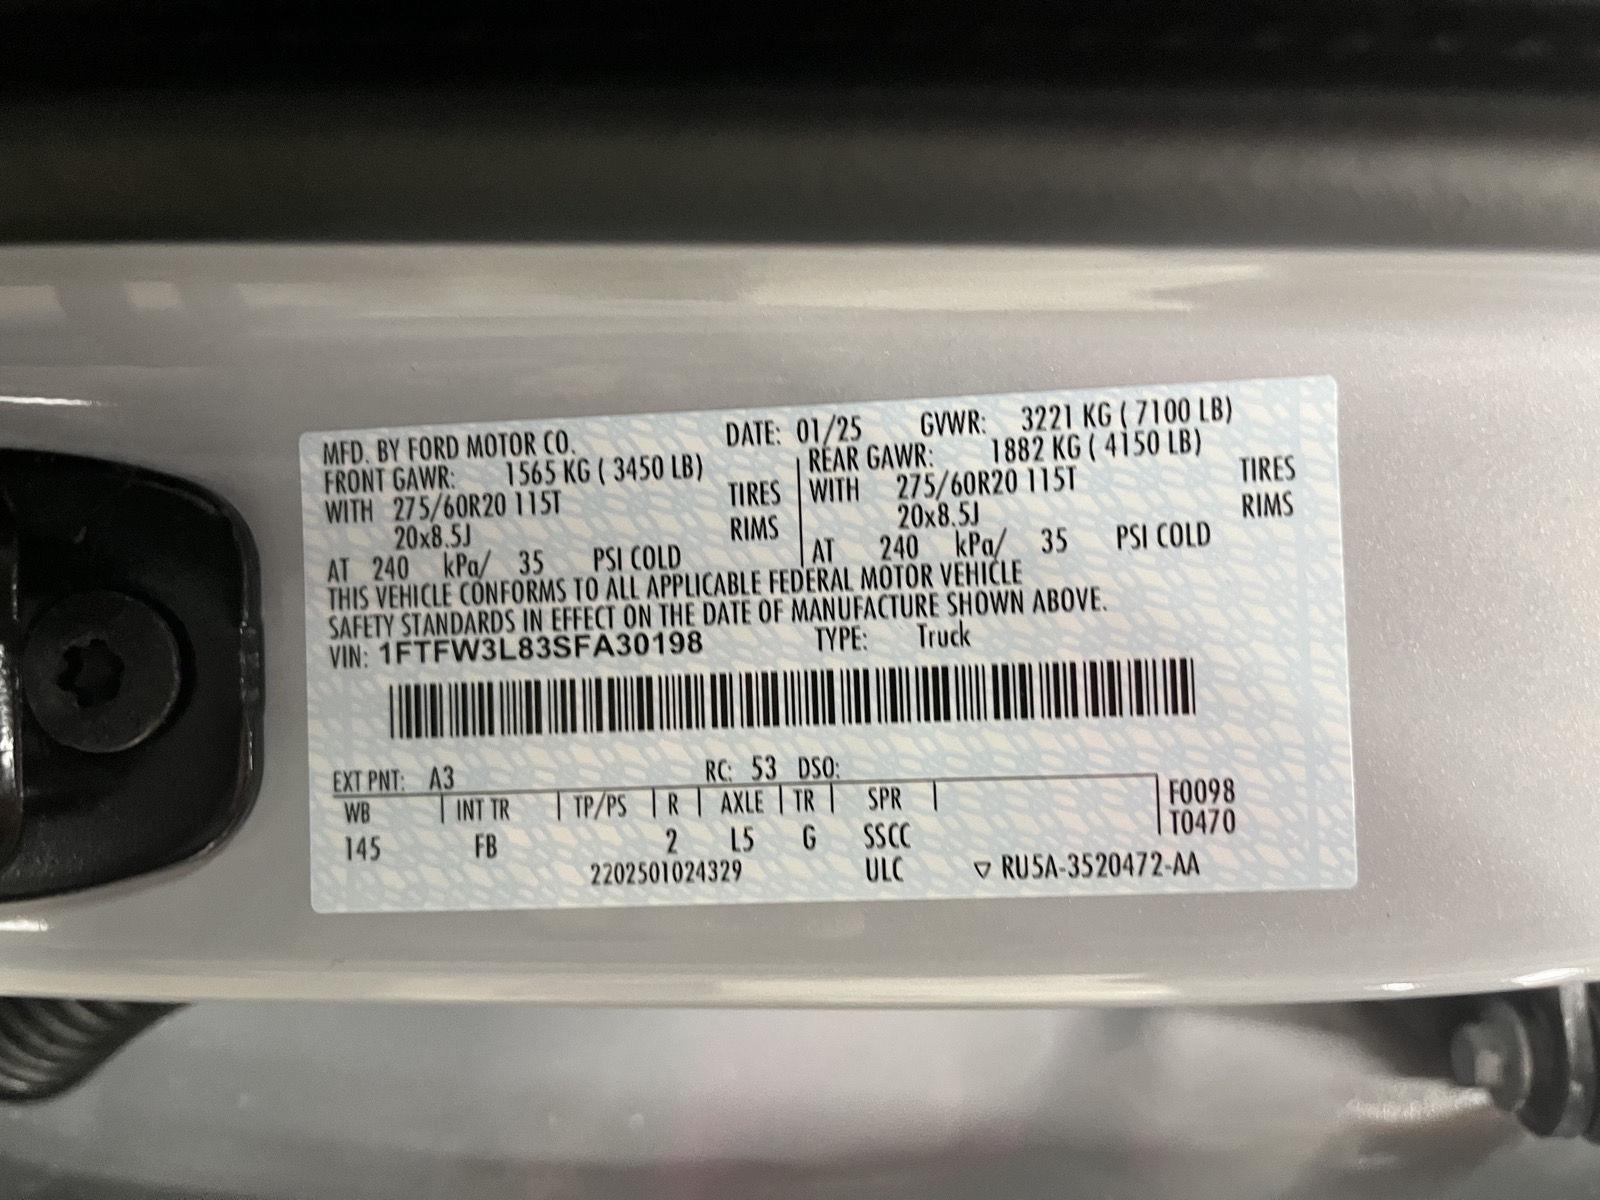 MFD. BY FORD MOTOR CO. DATE: 01/25 GVWR: 3221 KG ( 7100 LB)
FRONT GAWR: 1565 KG ( 3450 LB) REAR GAWR: 1882 KG ( 4150 LB)
WITH 275/60R20 115T TIRES WITH 275/60R20 115T TIRES
20x8.5J RIMS 20x8.5J RIMS
AT 240 kPa/ 35 PSI COLD AT 240 kPa/ 35 PSI COLD
THIS VEHICLE CONFORMS TO ALL APPLICABLE FEDERAL MOTOR VEHICLE
SAFETY STANDARDS IN EFFECT ON THE DATE OF MANUFACTURE SHOWN ABOVE.
VIN: 1FTFW3L83SFA30198 TYPE: Truck
EXT PNT: A3 RC: 53 DSO:
WB INT TR TP/PS R AXLE TR SPR F0098
T0470
145 FB 2 L5 G SSCC
2202501024329 ULC ▽ RU5A-3520472-AA